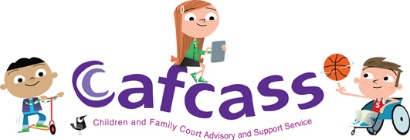 Cafcass
Children and Family Court Advisory and Support Service